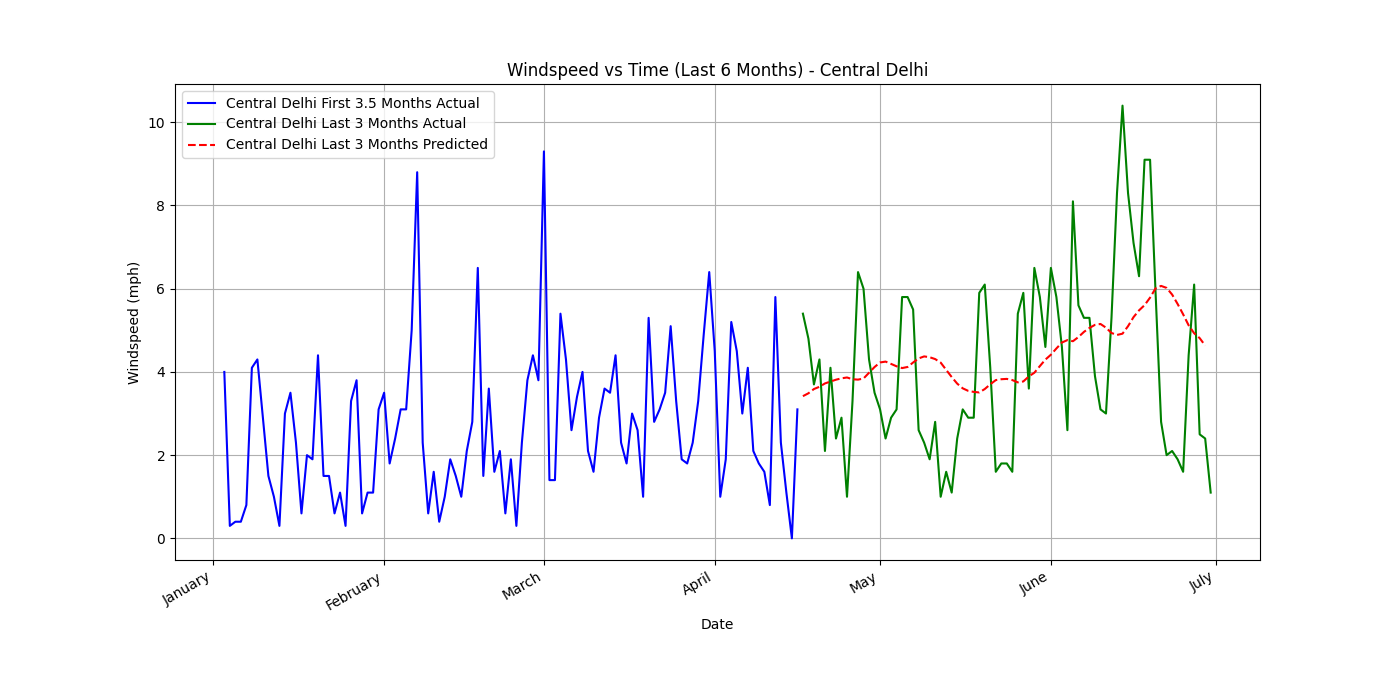 Windspeed vs Time (Last 6 Months) - Central Delhi
Central Delhi First 3.5 Months Actual
Central Delhi Last 3 Months Actual
Central Delhi Last 3 Months Predicted
Windspeed (mph)
10
8
6
4
2
0
January
February
March
April
May
June
July
Date